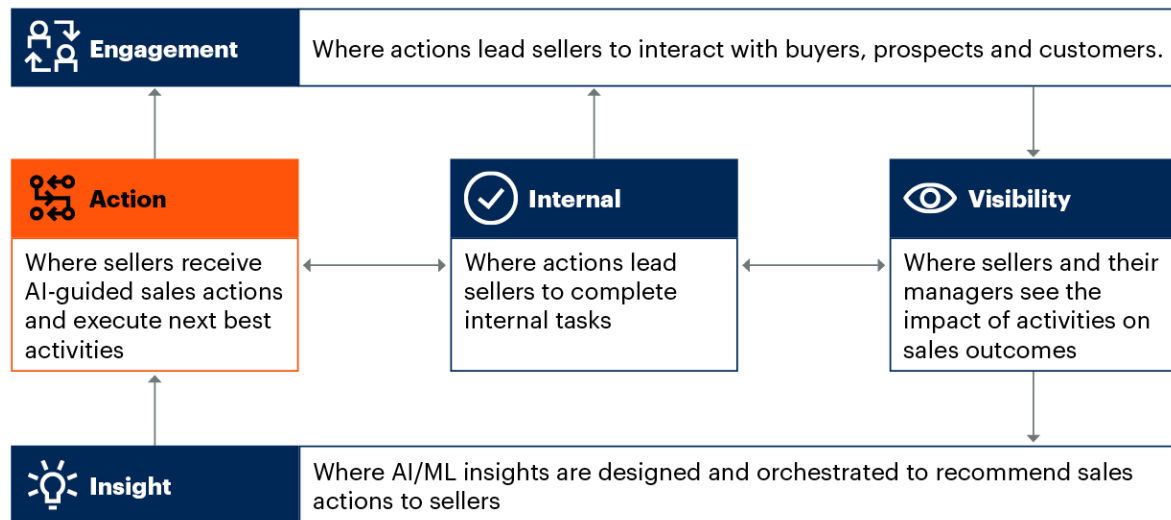 Engagement
Where actions lead sellers to interact with buyers, prospects and customers.
Action
Where sellers receive
AI-guided sales actions
and execute next best
activities
Internal
Where actions lead
sellers to complete
internal tasks
Visibility
Where sellers and their
managers see the
impact of activities on
sales outcomes
Insight
Where AI/ML insights are designed and orchestrated to recommend sales
actions to sellers